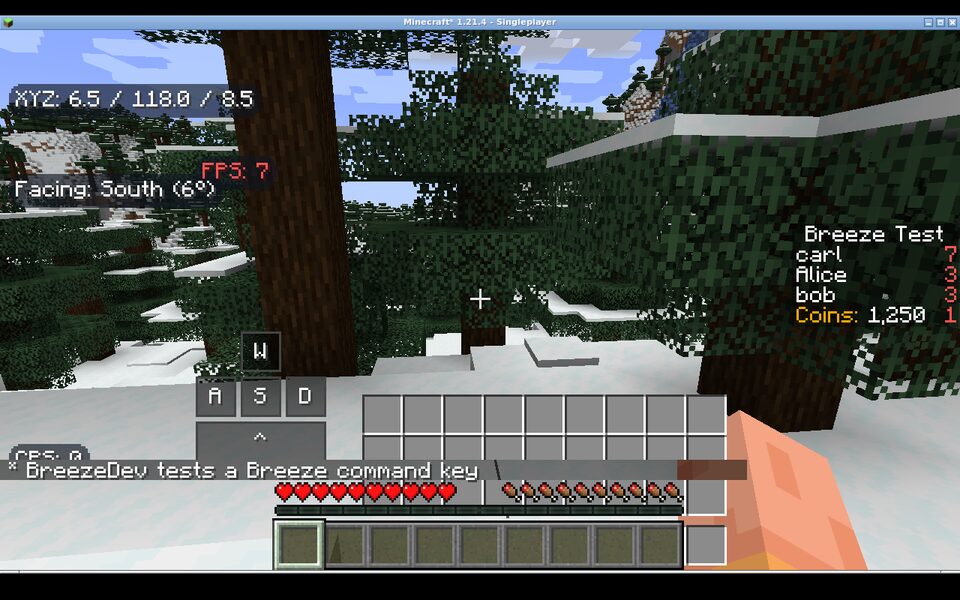 Minecraft* 1.21.4 - Singleplayer
XYZ: 6.5 / 118.0 / 8.5
FPS: 7
Facing: South (6°)
Breeze Test
carl 7
Alice 3
bob 3
Coins: 1,250 1
W
A S D
^
CPS: 0
* BreezeDev tests a Breeze command key